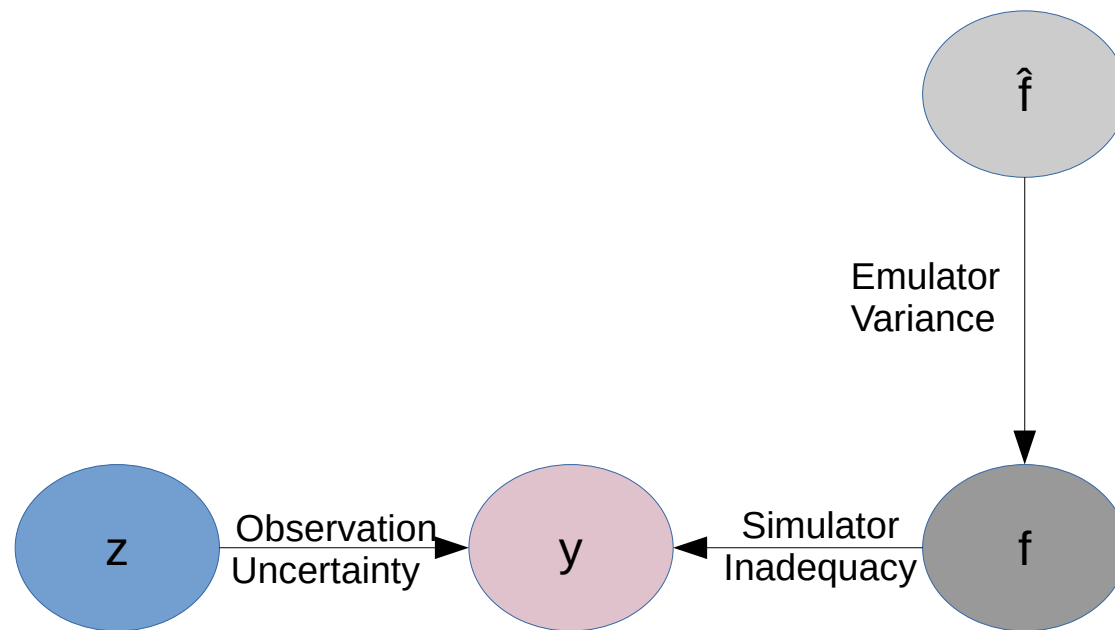 f̂
Emulator
Variance
z
Observation
Uncertainty
y
Simulator
Inadequacy
f